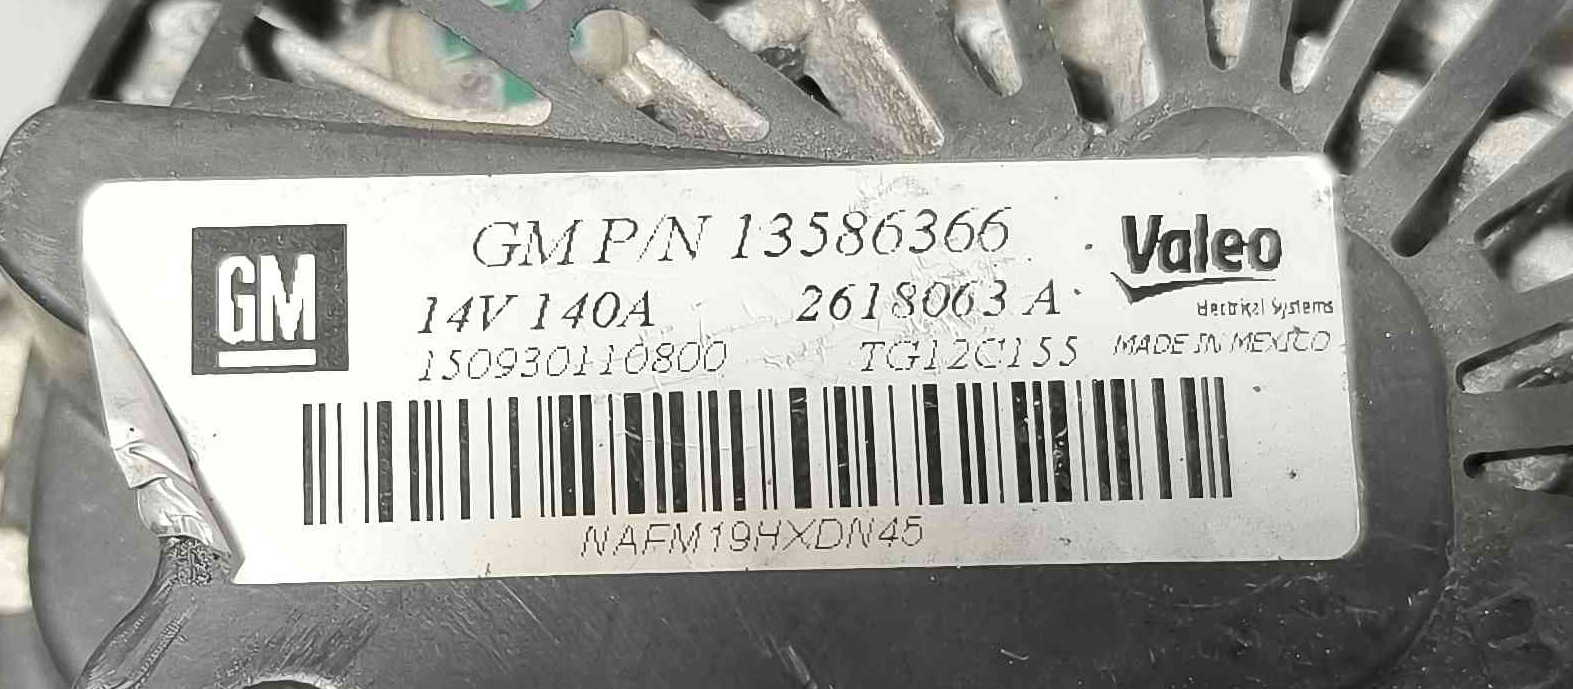 GM
GM P/N 13586366
Valeo
14V 140A 2618063 A
Electrical Systems
150930110800 TG12C155 MADE IN MEXICO
NAFM19HXDN45